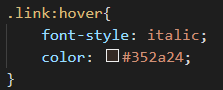 .link:hover{
    font-style: italic;
    color: #352a24;
}